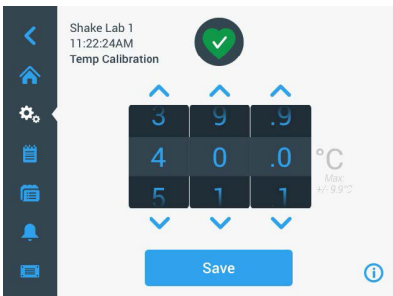 Shake Lab 1
11:22:24AM
Temp Calibration
3 9 .9
4 0 .0 °C
5 1 .1
Max:
+/- 9.9°C
Save